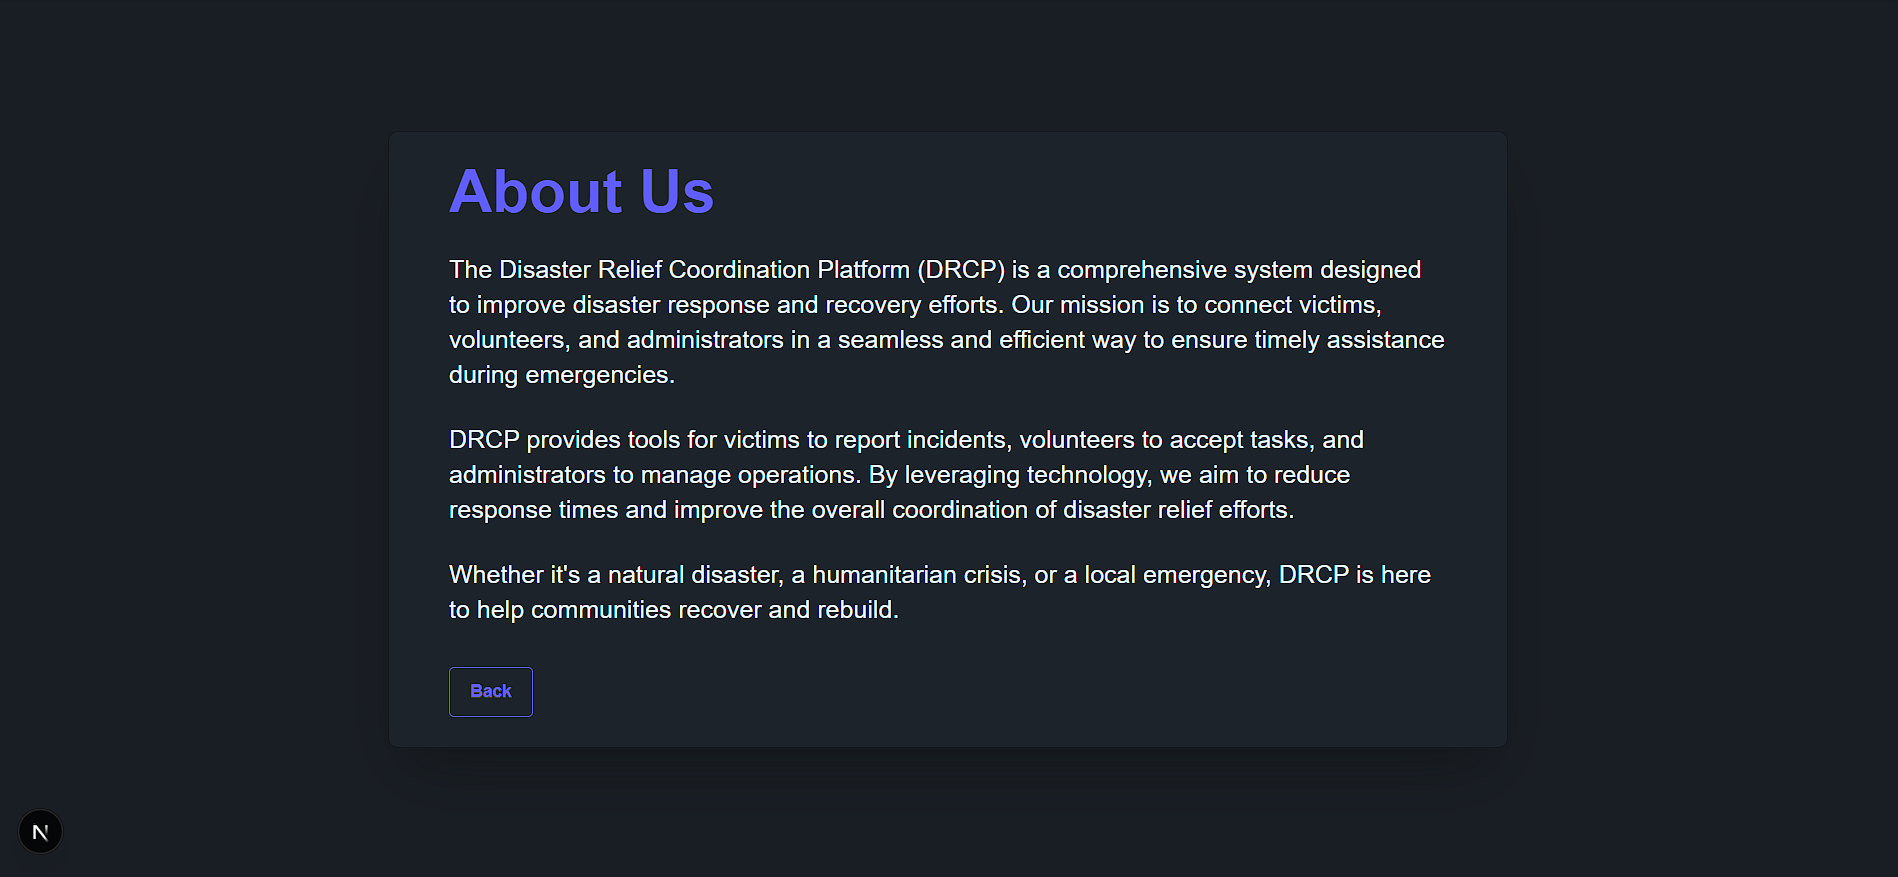 About Us
The Disaster Relief Coordination Platform (DRCP) is a comprehensive system designed
to improve disaster response and recovery efforts. Our mission is to connect victims,
volunteers, and administrators in a seamless and efficient way to ensure timely assistance
during emergencies.
DRCP provides tools for victims to report incidents, volunteers to accept tasks, and
administrators to manage operations. By leveraging technology, we aim to reduce
response times and improve the overall coordination of disaster relief efforts.
Whether it's a natural disaster, a humanitarian crisis, or a local emergency, DRCP is here
to help communities recover and rebuild.
Back
N